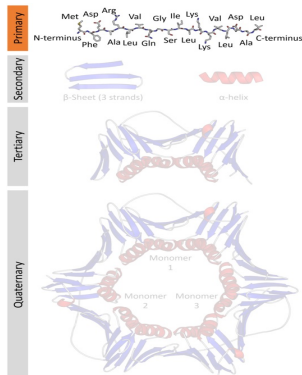 Primary
Met Asp Arg Val Gly Ile Lys Val Asp Leu
N-terminus Phe Ala Leu Gln Ser Leu Lys Leu Ala C-terminus
Secondary
β-Sheet (3 strands)
α-helix
Tertiary
Quaternary
Monomer
1
Monomer
2
Monomer
3